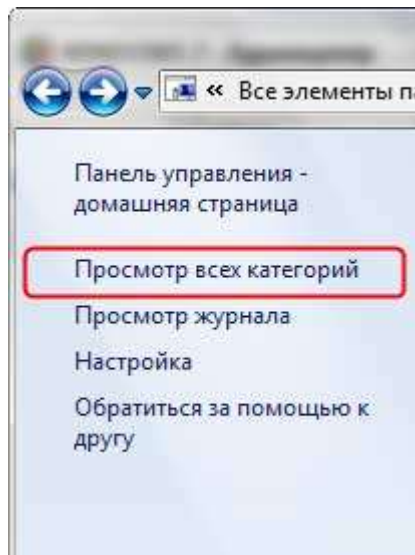 « Все элементы п
Панель управления -
домашняя страница
Просмотр всех категорий
Просмотр журнала
Настройка
Обратиться за помощью к
другу